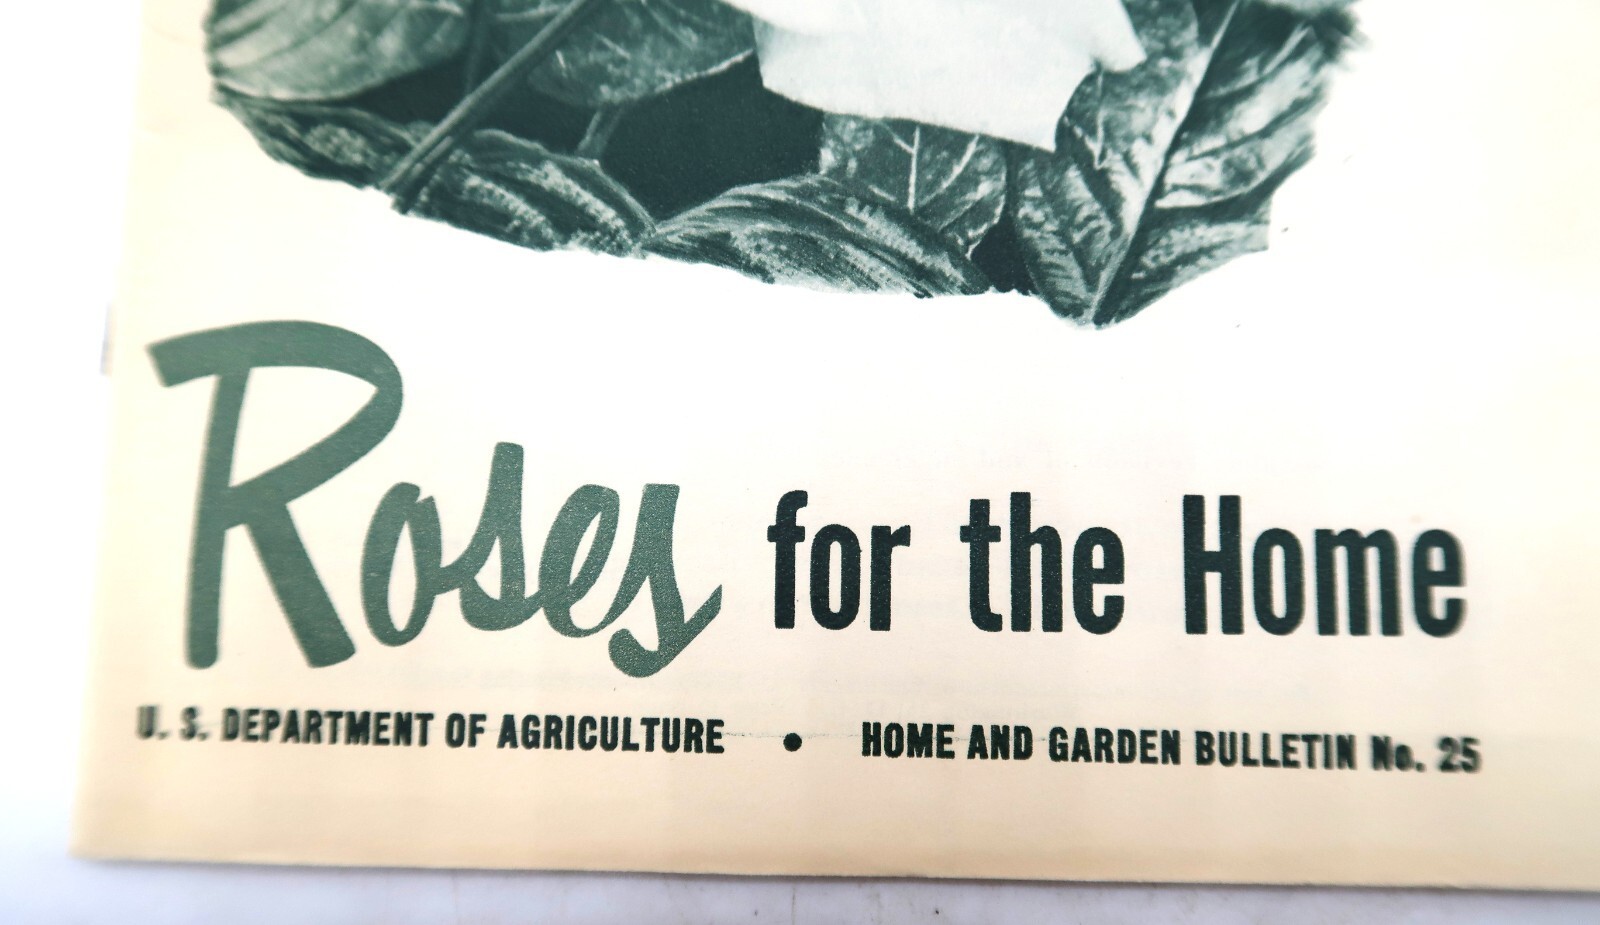 Roses for the Home
U. S. DEPARTMENT OF AGRICULTURE • HOME AND GARDEN BULLETIN No. 25